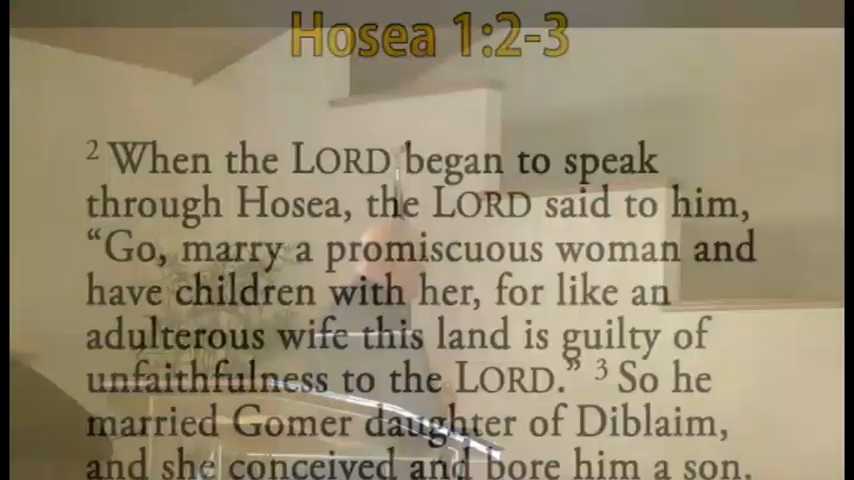 Hosea 1:2-3
2 When the LORD began to speak
through Hosea, the LORD said to him,
“Go, marry a promiscuous woman and
have children with her, for like an
adulterous wife this land is guilty of
unfaithfulness to the LORD.” 3 So he
married Gomer daughter of Diblaim,
and she conceived and bore him a son.